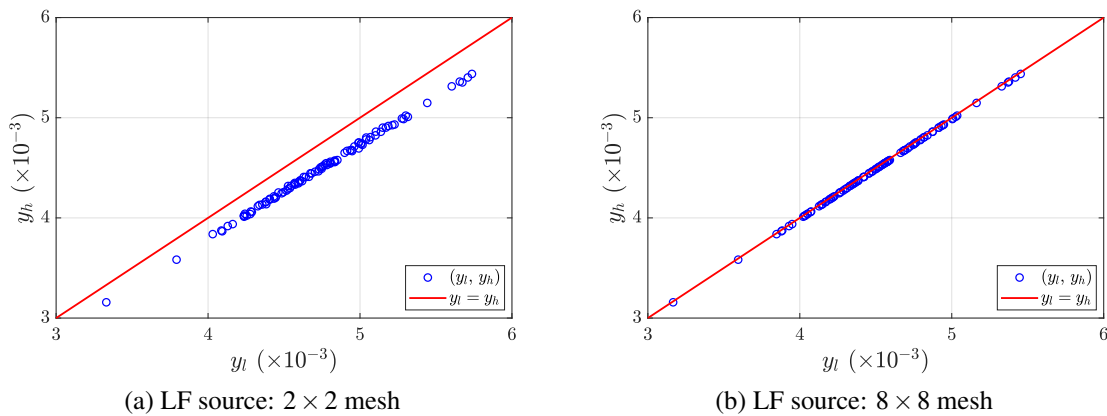 6
5
4
3
3
4
5
6
y_h (×10⁻³)
y_l (×10⁻³)
(y_l, y_h)
y_l = y_h
(a) LF source: 2 × 2 mesh
6
5
4
3
3
4
5
6
y_h (×10⁻³)
y_l (×10⁻³)
(y_l, y_h)
y_l = y_h
(b) LF source: 8 × 8 mesh